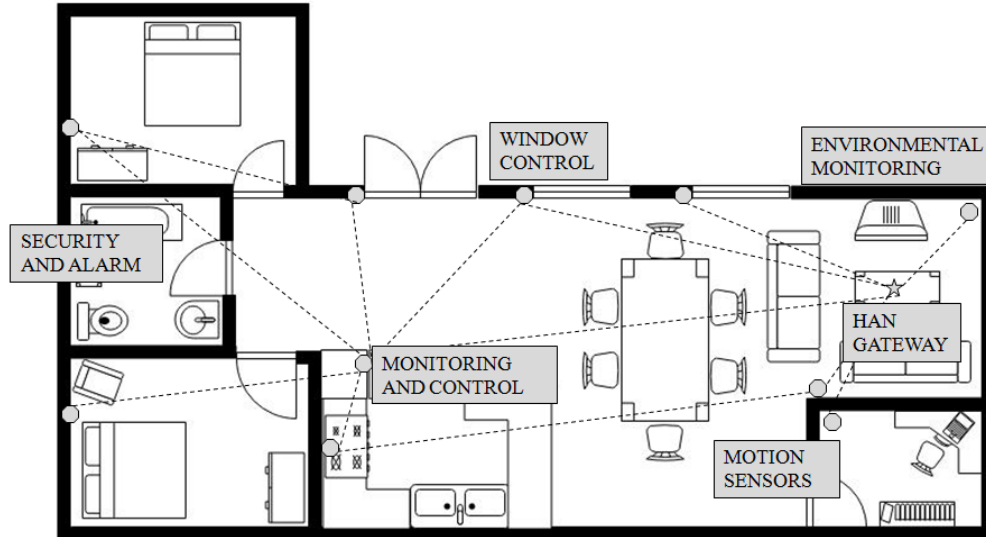 WINDOW
CONTROL
ENVIRONMENTAL
MONITORING
SECURITY
AND ALARM
HAN
GATEWAY
MONITORING
AND CONTROL
MOTION
SENSORS